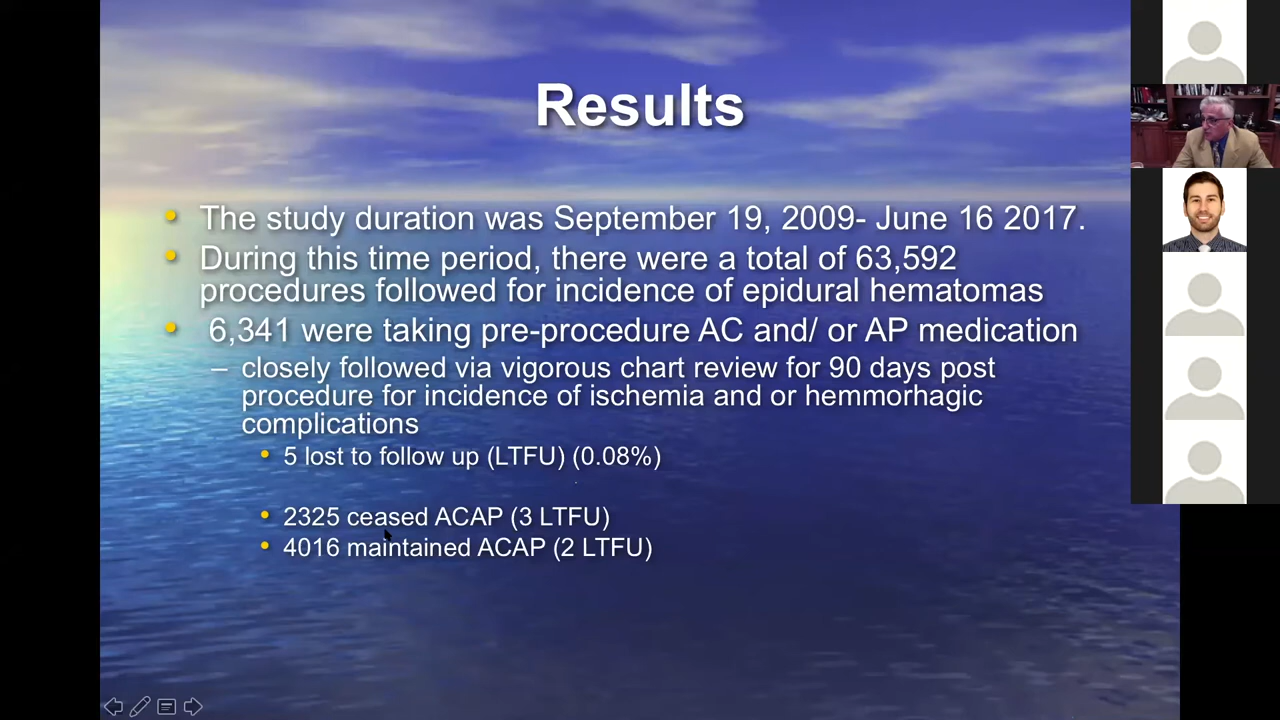 Results
The study duration was September 19, 2009- June 16 2017.
During this time period, there were a total of 63,592
procedures followed for incidence of epidural hematomas
6,341 were taking pre-procedure AC and/ or AP medication
– closely followed via vigorous chart review for 90 days post
procedure for incidence of ischemia and or hemmorhagic
complications
5 lost to follow up (LTFU) (0.08%)
2325 ceased ACAP (3 LTFU)
4016 maintained ACAP (2 LTFU)